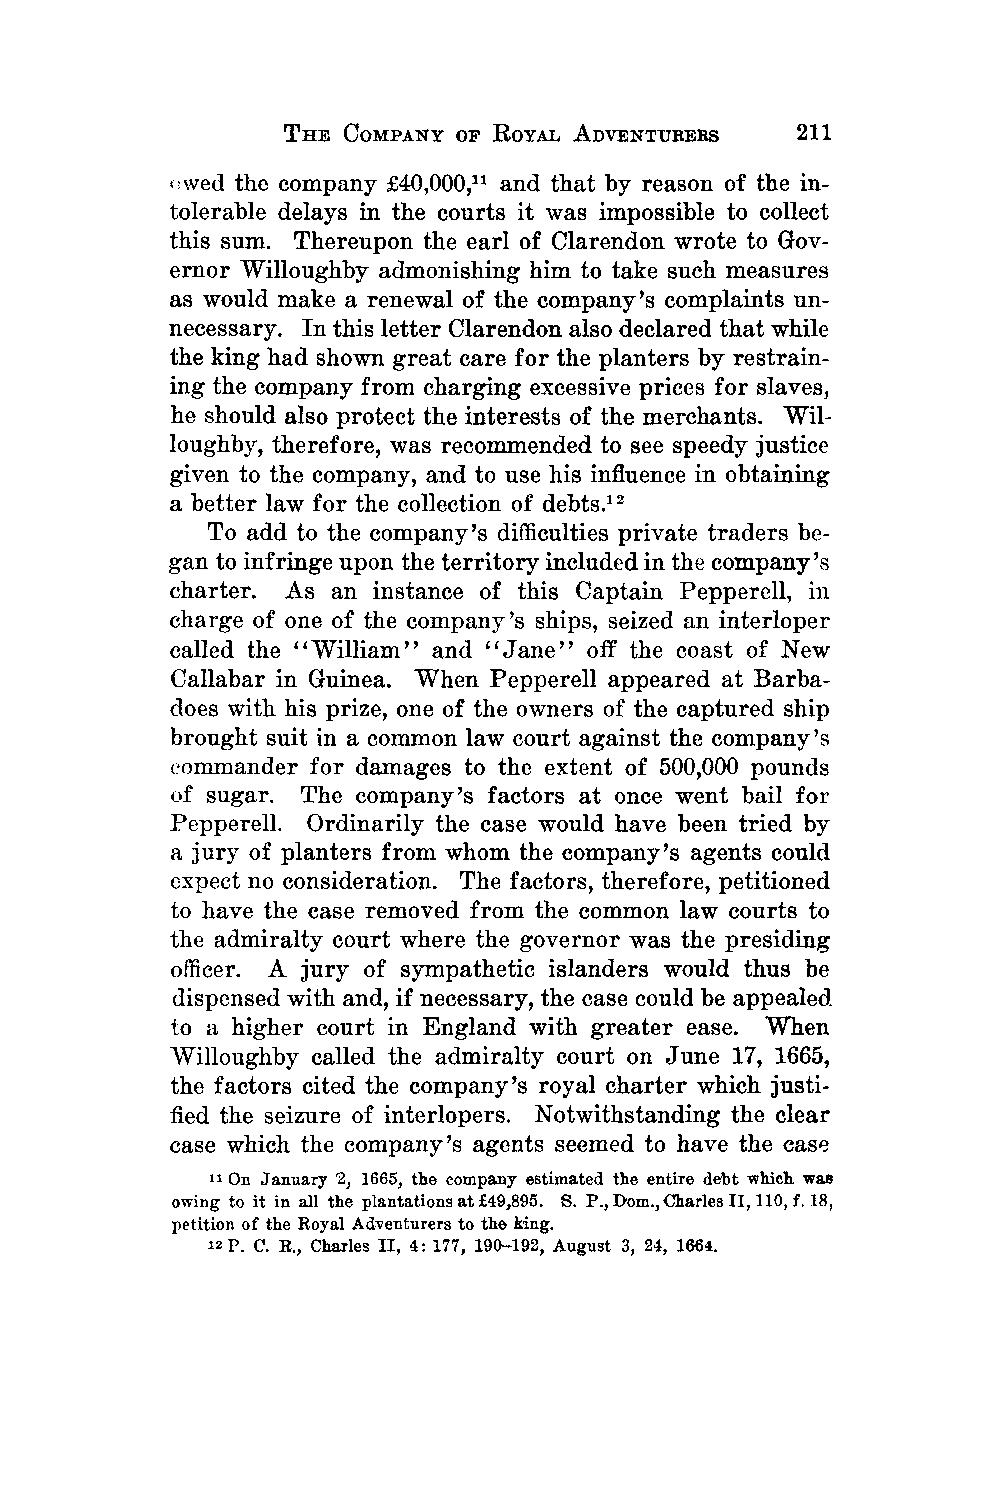 THE COMPANY OF ROYAL ADVENTURERS 211
owed the company £40,000,¹¹ and that by reason of the in-
tolerable delays in the courts it was impossible to collect
this sum. Thereupon the earl of Clarendon wrote to Gov-
ernor Willoughby admonishing him to take such measures
as would make a renewal of the company's complaints un-
necessary. In this letter Clarendon also declared that while
the king had shown great care for the planters by restrain-
ing the company from charging excessive prices for slaves,
he should also protect the interests of the merchants. Wil-
loughby, therefore, was recommended to see speedy justice
given to the company, and to use his influence in obtaining
a better law for the collection of debts.¹²
To add to the company's difficulties private traders be-
gan to infringe upon the territory included in the company's
charter. As an instance of this Captain Pepperell, in
charge of one of the company's ships, seized an interloper
called the ‘‘William’’ and ‘‘Jane’’ off the coast of New
Callabar in Guinea. When Pepperell appeared at Barba-
does with his prize, one of the owners of the captured ship
brought suit in a common law court against the company's
commander for damages to the extent of 500,000 pounds
of sugar. The company's factors at once went bail for
Pepperell. Ordinarily the case would have been tried by
a jury of planters from whom the company's agents could
expect no consideration. The factors, therefore, petitioned
to have the case removed from the common law courts to
the admiralty court where the governor was the presiding
officer. A jury of sympathetic islanders would thus be
dispensed with and, if necessary, the case could be appealed
to a higher court in England with greater ease. When
Willoughby called the admiralty court on June 17, 1665,
the factors cited the company's royal charter which justi-
fied the seizure of interlopers. Notwithstanding the clear
case which the company's agents seemed to have the case
¹¹ On January 2, 1665, the company estimated the entire debt which was
owing to it in all the plantations at £49,895. S. P., Dom., Charles II, 110, f. 18,
petition of the Royal Adventurers to the king.
¹² P. C. R., Charles II, 4: 177, 190-192, August 3, 24, 1664.